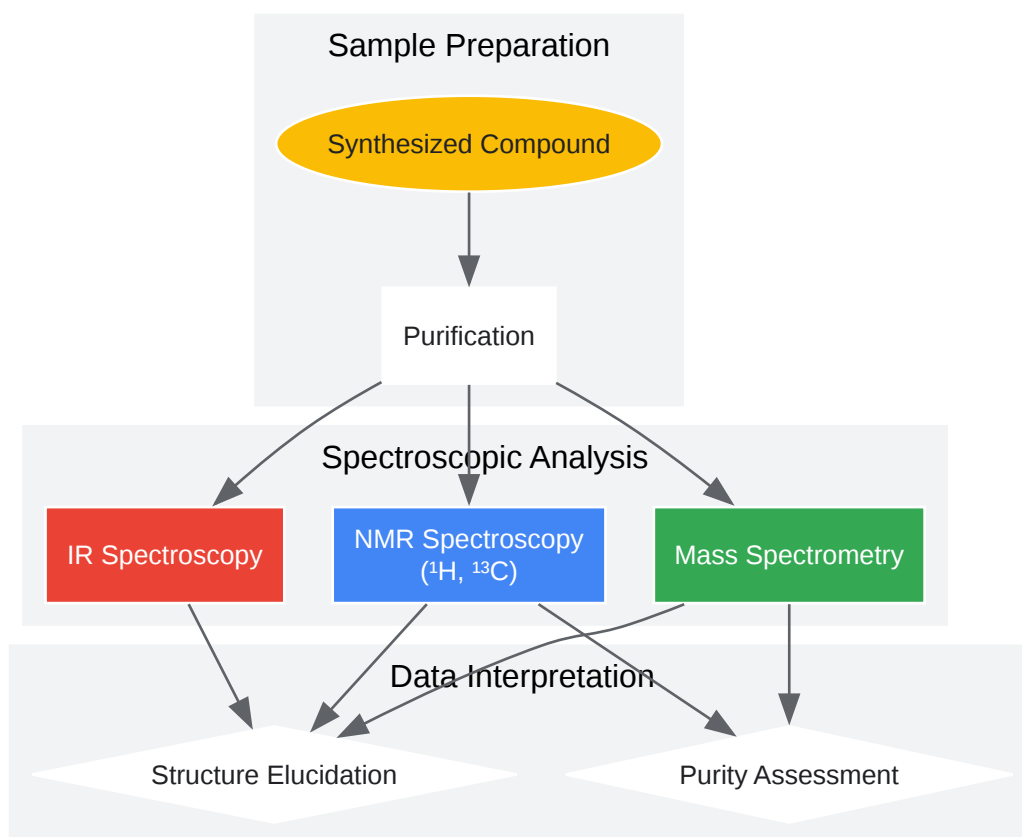 Sample Preparation
Synthesized Compound
Purification
Spectroscopic Analysis
IR Spectroscopy
NMR Spectroscopy
(¹H, ¹³C)
Mass Spectrometry
Data Interpretation
Structure Elucidation
Purity Assessment